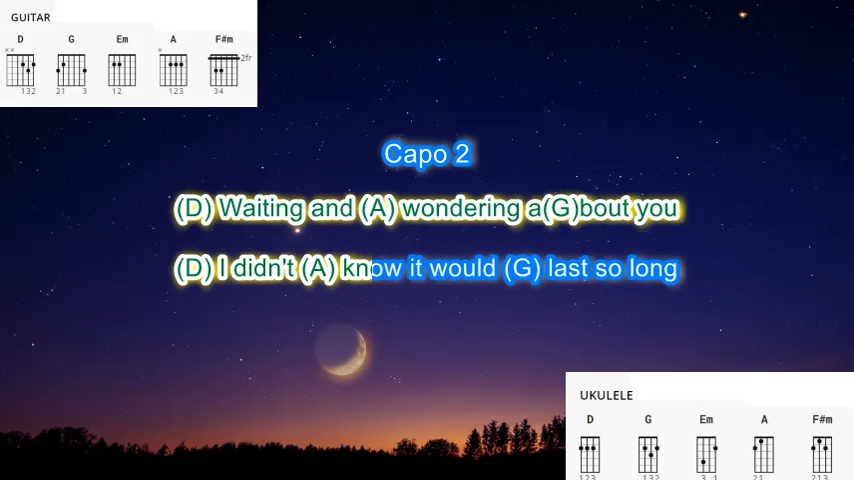 GUITAR
D G Em A F#m
x x x
2fr
132 21 3 12 123 34
Capo 2
(D) Waiting and (A) wondering a(G)bout you
(D) I didn't (A) know it would (G) last so long
UKULELE
D G Em A F#m
123 132 3 1 21 213